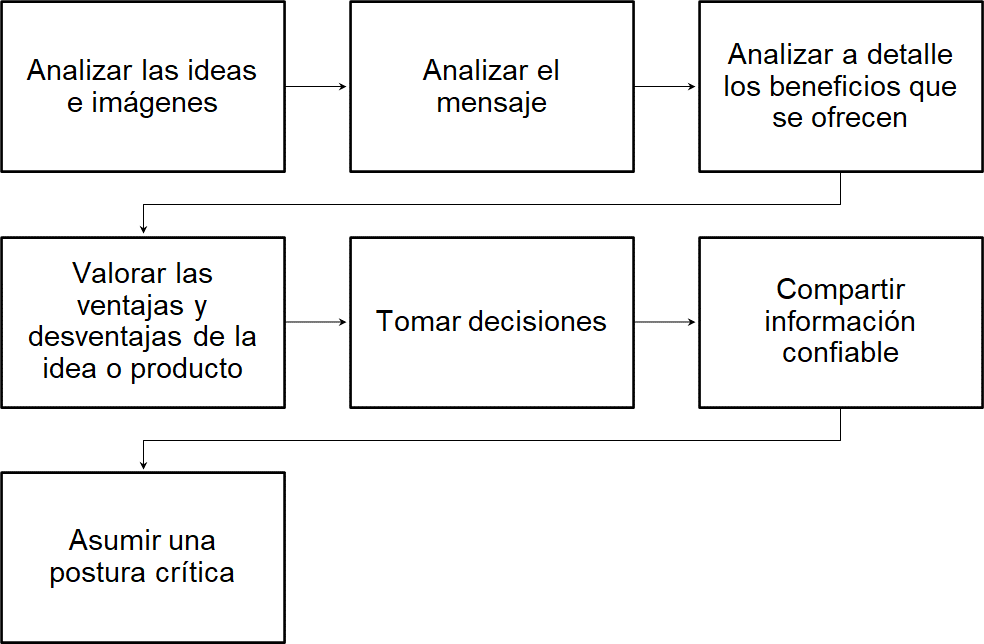 Analizar las ideas
e imágenes
Analizar el
mensaje
Analizar a detalle
los beneficios que
se ofrecen
Valorar las
ventajas y
desventajas de la
idea o producto
Tomar decisiones
Compartir
información
confiable
Asumir una
postura crítica